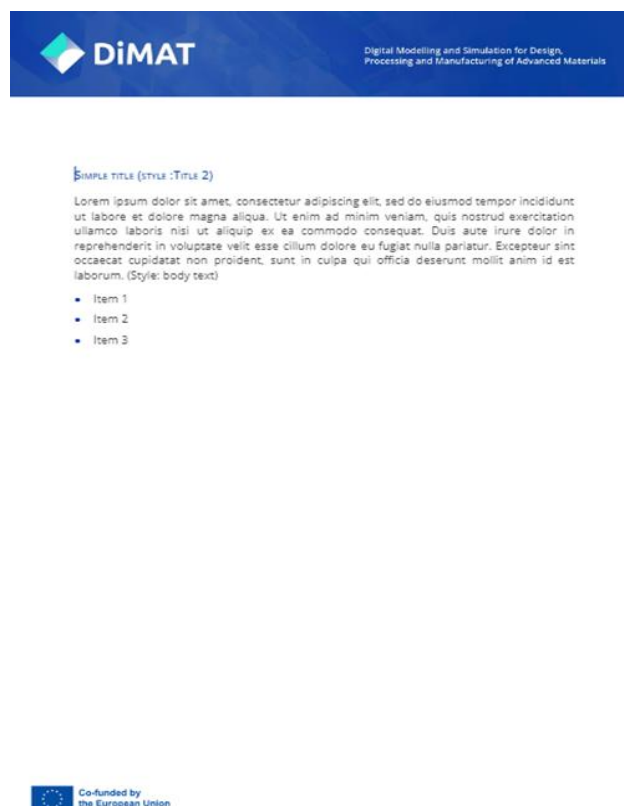 DiMAT
Digital Modelling and Simulation for Design,
Processing and Manufacturing of Advanced Materials
Simple title (style :Title 2)
Lorem ipsum dolor sit amet, consectetur adipiscing elit, sed do eiusmod tempor incididunt
ut labore et dolore magna aliqua. Ut enim ad minim veniam, quis nostrud exercitation
ullamco laboris nisi ut aliquip ex ea commodo consequat. Duis aute irure dolor in
reprehenderit in voluptate velit esse cillum dolore eu fugiat nulla pariatur. Excepteur sint
occaecat cupidatat non proident, sunt in culpa qui officia deserunt mollit anim id est
laborum. (Style: body text)
• Item 1
• Item 2
• Item 3
Co-funded by
the European Union